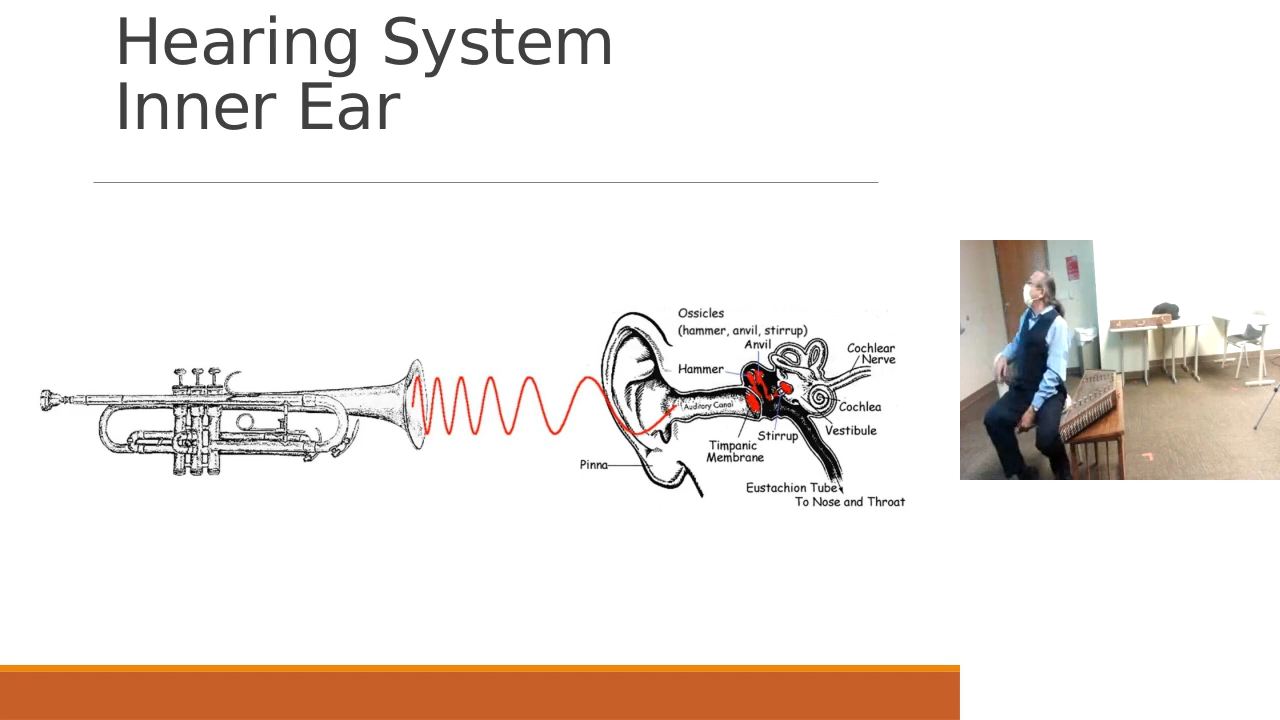 Hearing System
Inner Ear
Ossicles
(hammer, anvil, stirrup)
Anvil
Hammer
Cochlear
Nerve
Auditory Canal
Cochlea
Vestibule
Stirrup
Timpanic
Membrane
Pinna
Eustachion Tube
To Nose and Throat